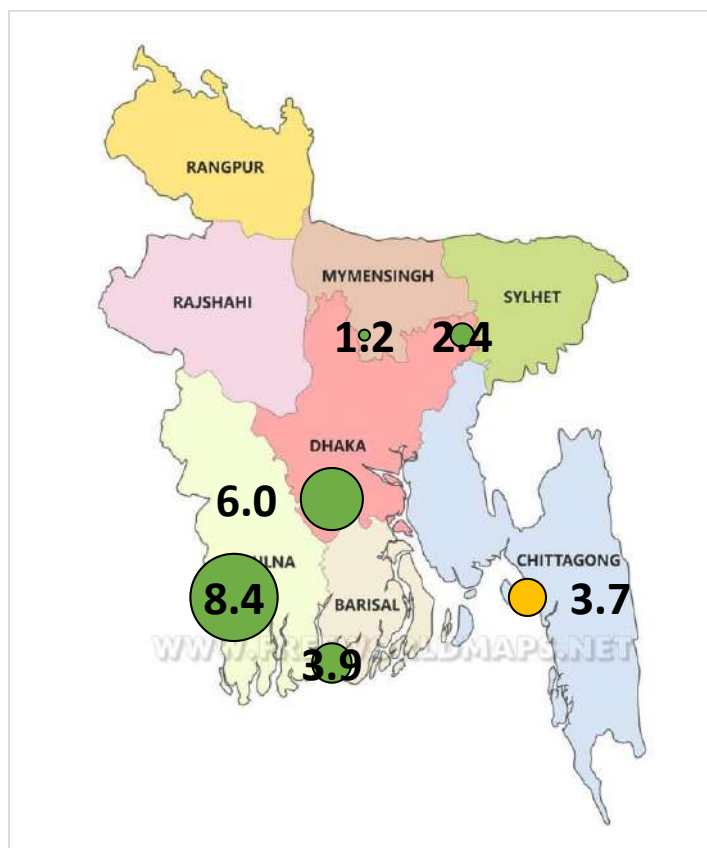 RANGPUR
MYMENSINGH
SYLHET
RAJSHAHI
1.2
2.4
DHAKA
6.0
ULNA
CHITTAGONG
8.4
BARISAL
3.7
3.9